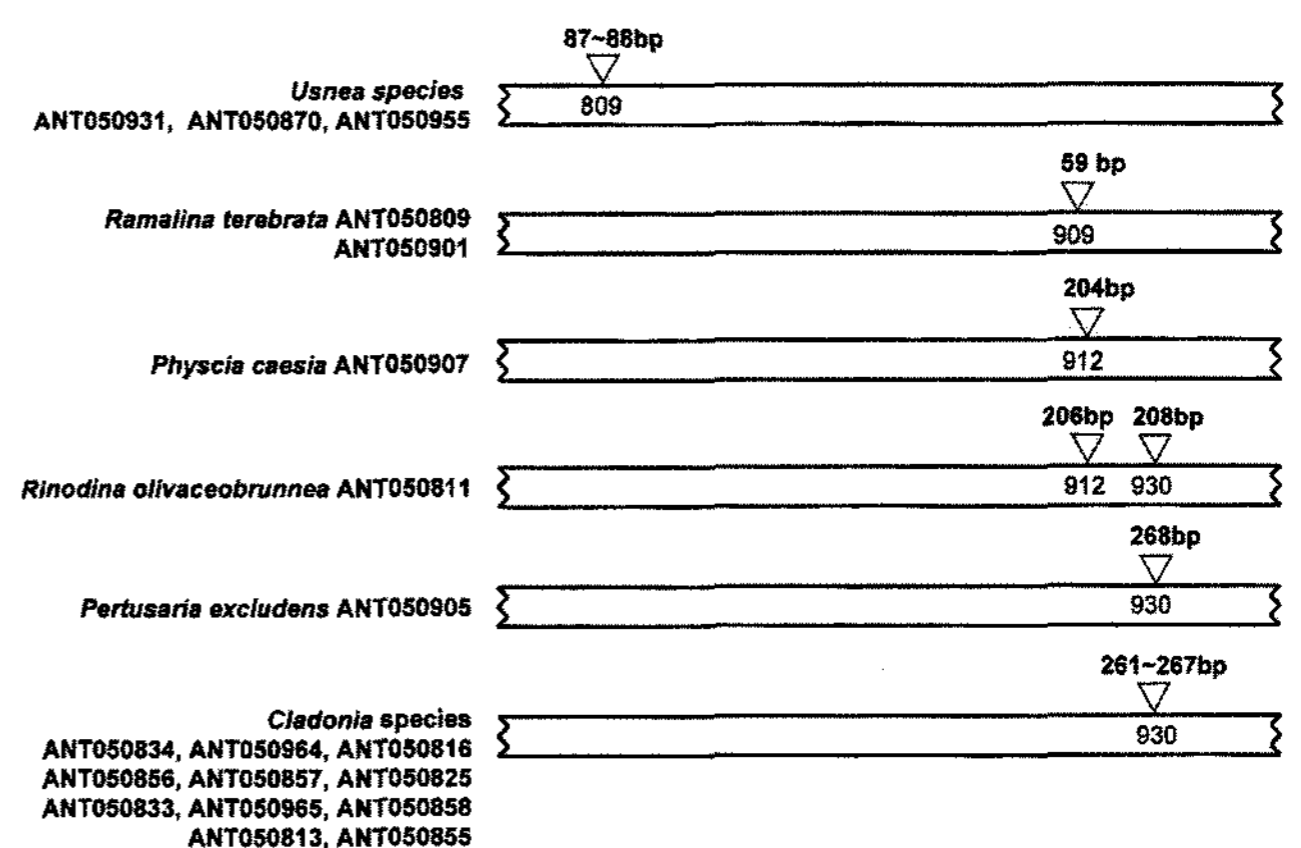 87~88bp
Usnea species
ANT050931, ANT050870, ANT050955
809
59 bp
Ramalina terebrata ANT050809
ANT050901
909
204bp
Physcia caesia ANT050907
912
206bp 208bp
Rinodina olivaceobrunnea ANT050811
912 930
268bp
Pertusaria excludens ANT050905
930
261~267bp
Cladonia species
930
ANT050834, ANT050964, ANT050816
ANT050856, ANT050857, ANT050825
ANT050833, ANT050965, ANT050858
ANT050813, ANT050855